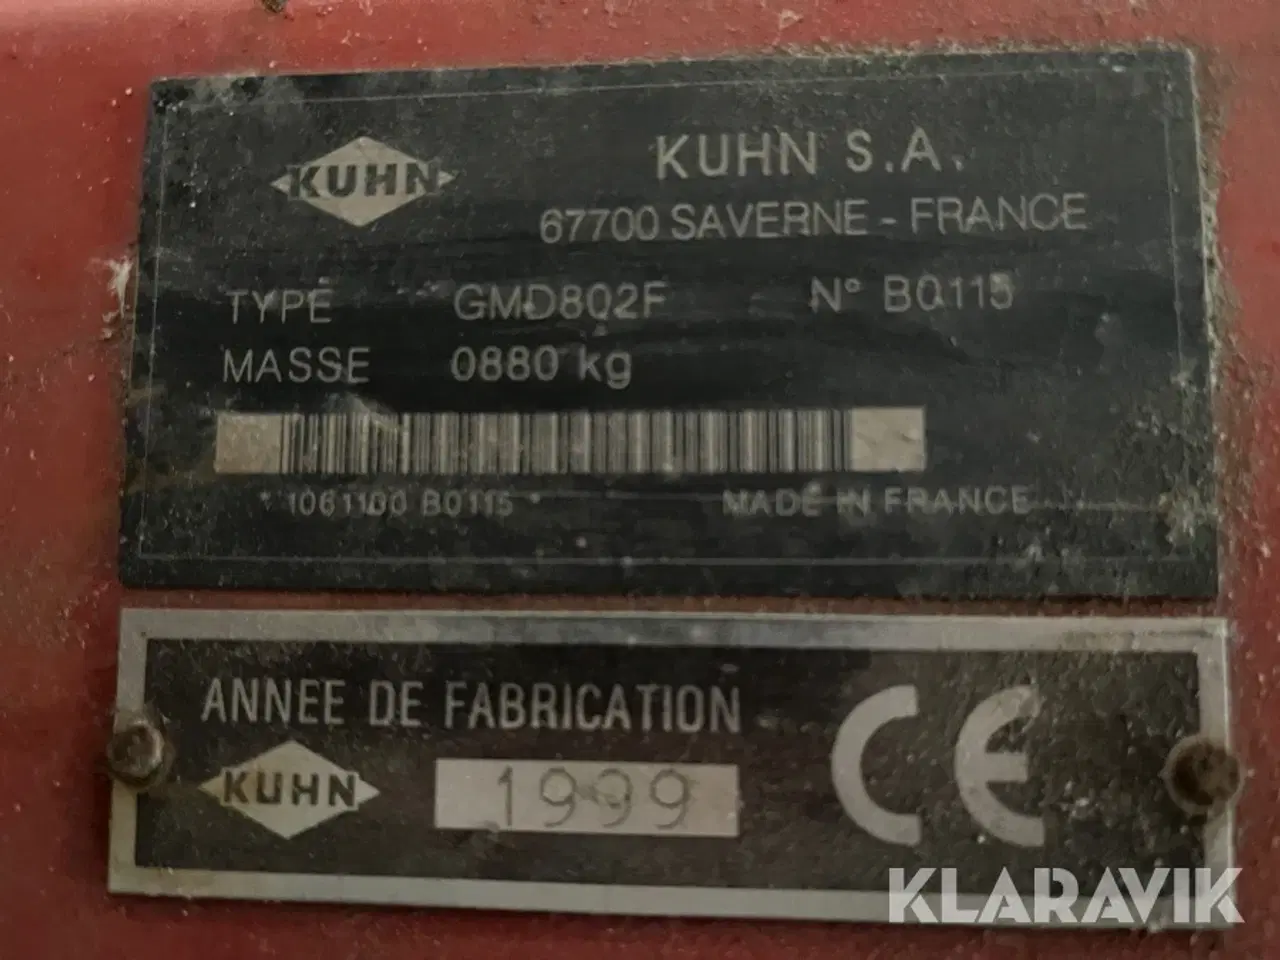 KUHN
KUHN S.A.
67700 SAVERNE - FRANCE
TYPE GMD802F N° B0115
MASSE 0880 kg
* 1061100 B0115 * MADE IN FRANCE
ANNEE DE FABRICATION
KUHN
1999
CE
KLARAVIK